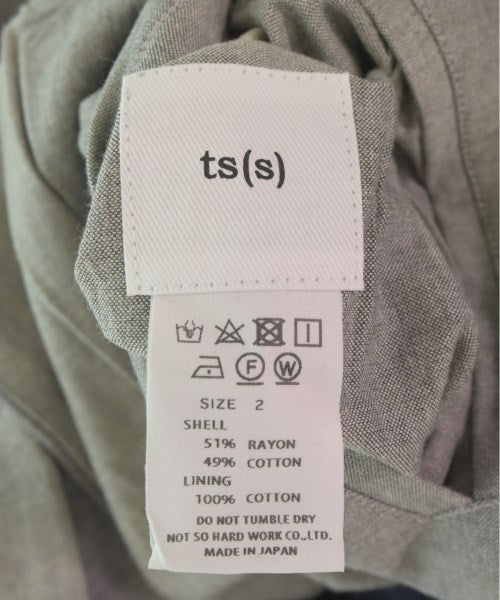 ts(s)
F W
SIZE 2
SHELL
51% RAYON
49% COTTON
LINING
100% COTTON
DO NOT TUMBLE DRY
NOT SO HARD WORK CO.,LTD.
MADE IN JAPAN